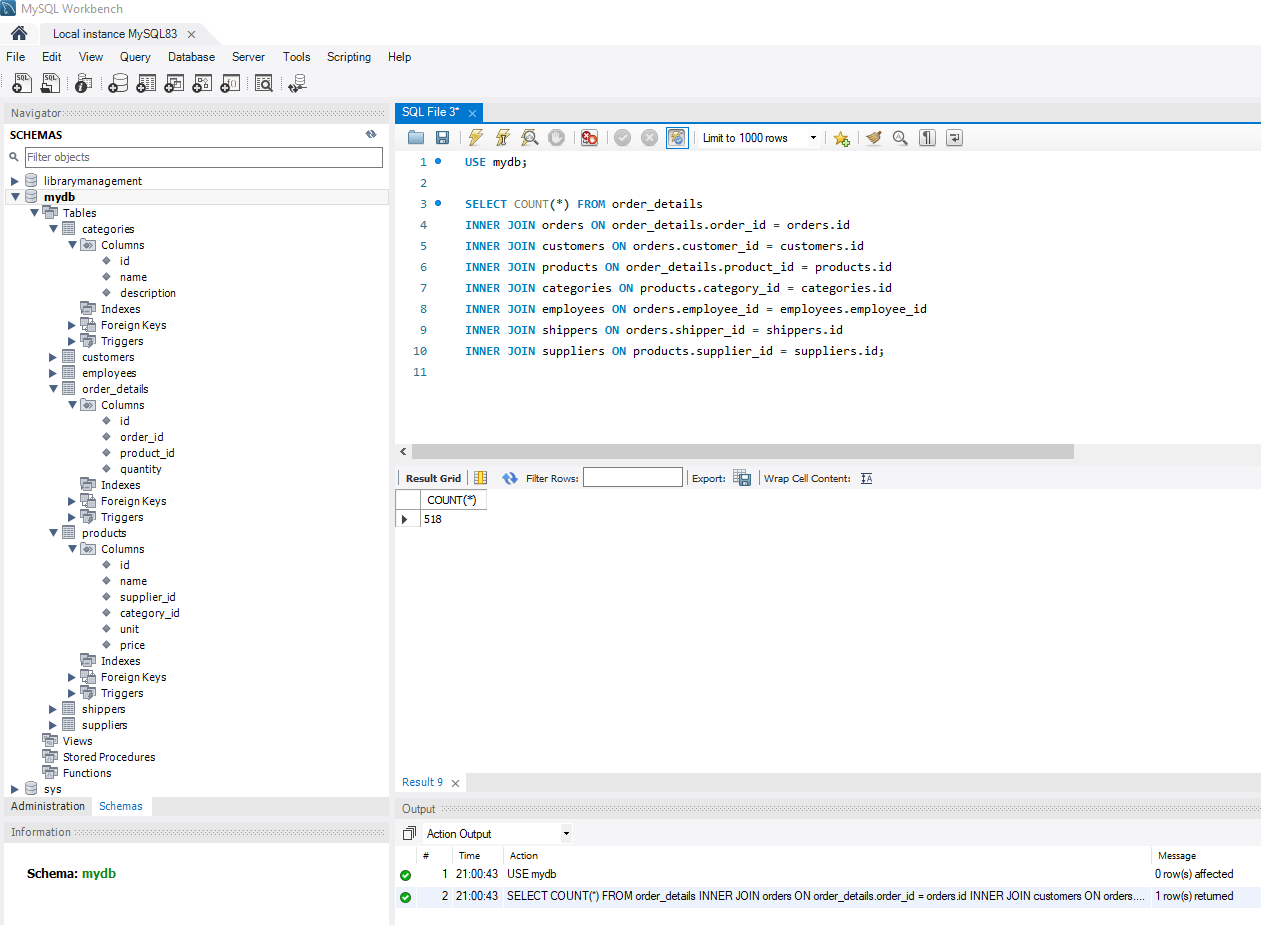 MySQL Workbench
Local instance MySQL83
File Edit View Query Database Server Tools Scripting Help
Navigator
SCHEMAS
Filter objects
librarymanagement
mydb
Tables
categories
Columns
id
name
description
Indexes
Foreign Keys
Triggers
customers
employees
order_details
Columns
id
order_id
product_id
quantity
Indexes
Foreign Keys
Triggers
products
Columns
id
name
supplier_id
category_id
unit
price
Indexes
Foreign Keys
Triggers
shippers
suppliers
Views
Stored Procedures
Functions
sys
Administration Schemas
Information
Schema: mydb
SQL File 3*
Limit to 1000 rows
1 USE mydb;
2
3 SELECT COUNT(*) FROM order_details
4 INNER JOIN orders ON order_details.order_id = orders.id
5 INNER JOIN customers ON orders.customer_id = customers.id
6 INNER JOIN products ON order_details.product_id = products.id
7 INNER JOIN categories ON products.category_id = categories.id
8 INNER JOIN employees ON orders.employee_id = employees.employee_id
9 INNER JOIN shippers ON orders.shipper_id = shippers.id
10 INNER JOIN suppliers ON products.supplier_id = suppliers.id;
11
Result Grid Filter Rows: Export: Wrap Cell Content: IA
COUNT(*)
518
Result 9
Output
Action Output
# Time Action Message
1 21:00:43 USE mydb 0 row(s) affected
2 21:00:43 SELECT COUNT(*) FROM order_details INNER JOIN orders ON order_details.order_id = orders.id INNER JOIN customers ON orders.... 1 row(s) returned